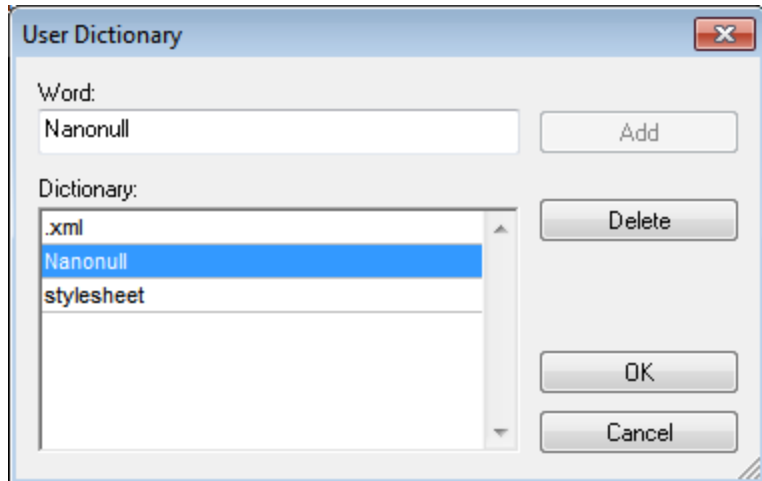 User Dictionary
Word:
Nanonull
Add
Dictionary:
.xml
Nanonull
stylesheet
Delete
OK
Cancel